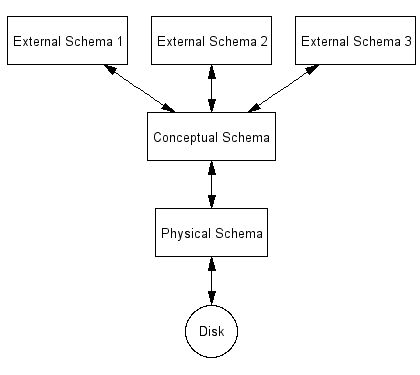 External Schema 1
External Schema 2
External Schema 3
Conceptual Schema
Physical Schema
Disk